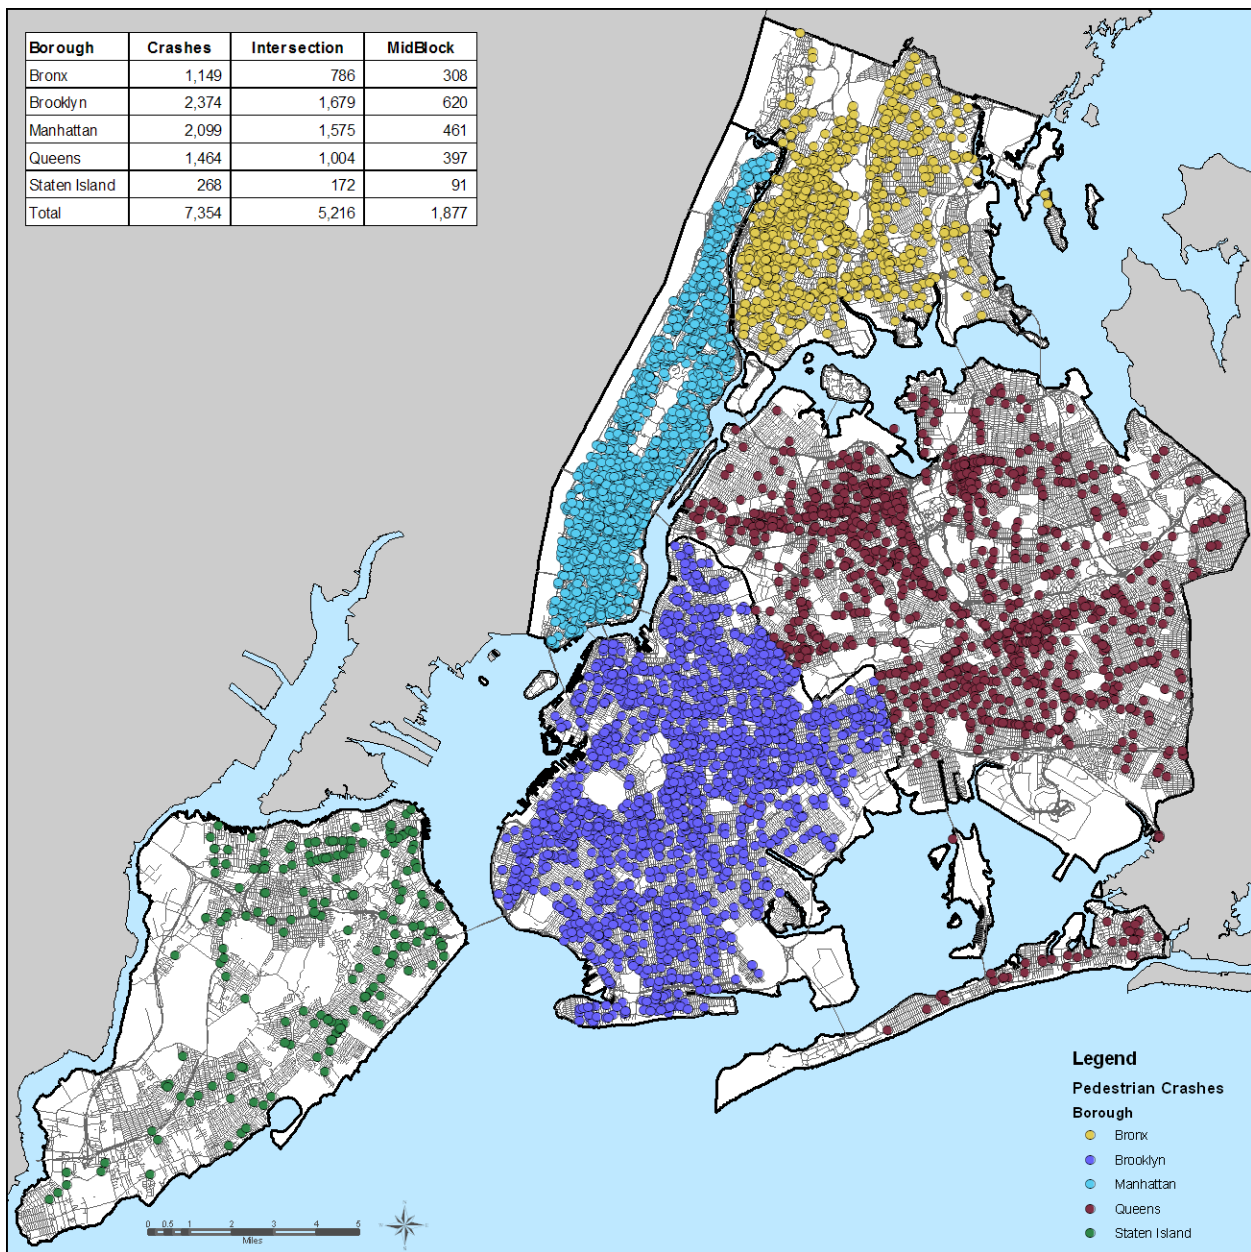 Borough Crashes Intersection MidBlock
Bronx 1,149 786 308
Brooklyn 2,374 1,679 620
Manhattan 2,099 1,575 461
Queens 1,464 1,004 397
Staten Island 268 172 91
Total 7,354 5,216 1,877
Legend
Pedestrian Crashes
Borough
Bronx
Brooklyn
Manhattan
Queens
Staten Island
0 0.5 1 2 3 4 5
Miles